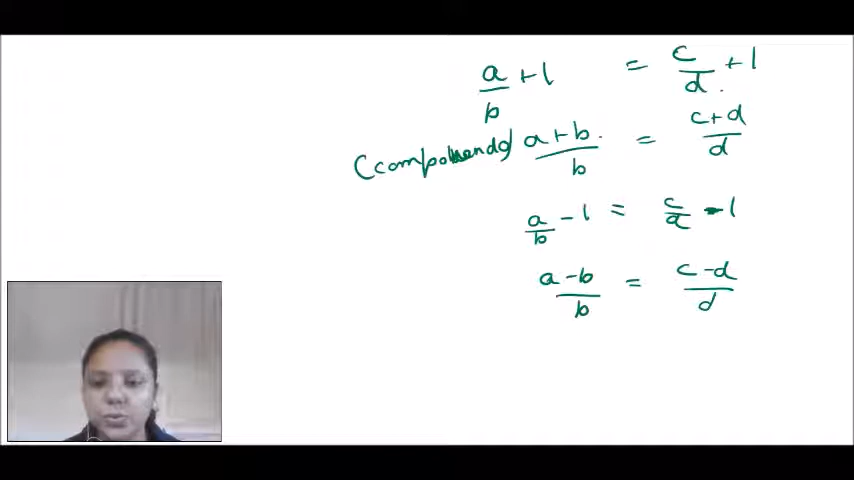 a/b + 1 = c/d + 1
(componendo) a+b/b = c+d/d
a/b - 1 = c/d - 1
a-b/b = c-d/d